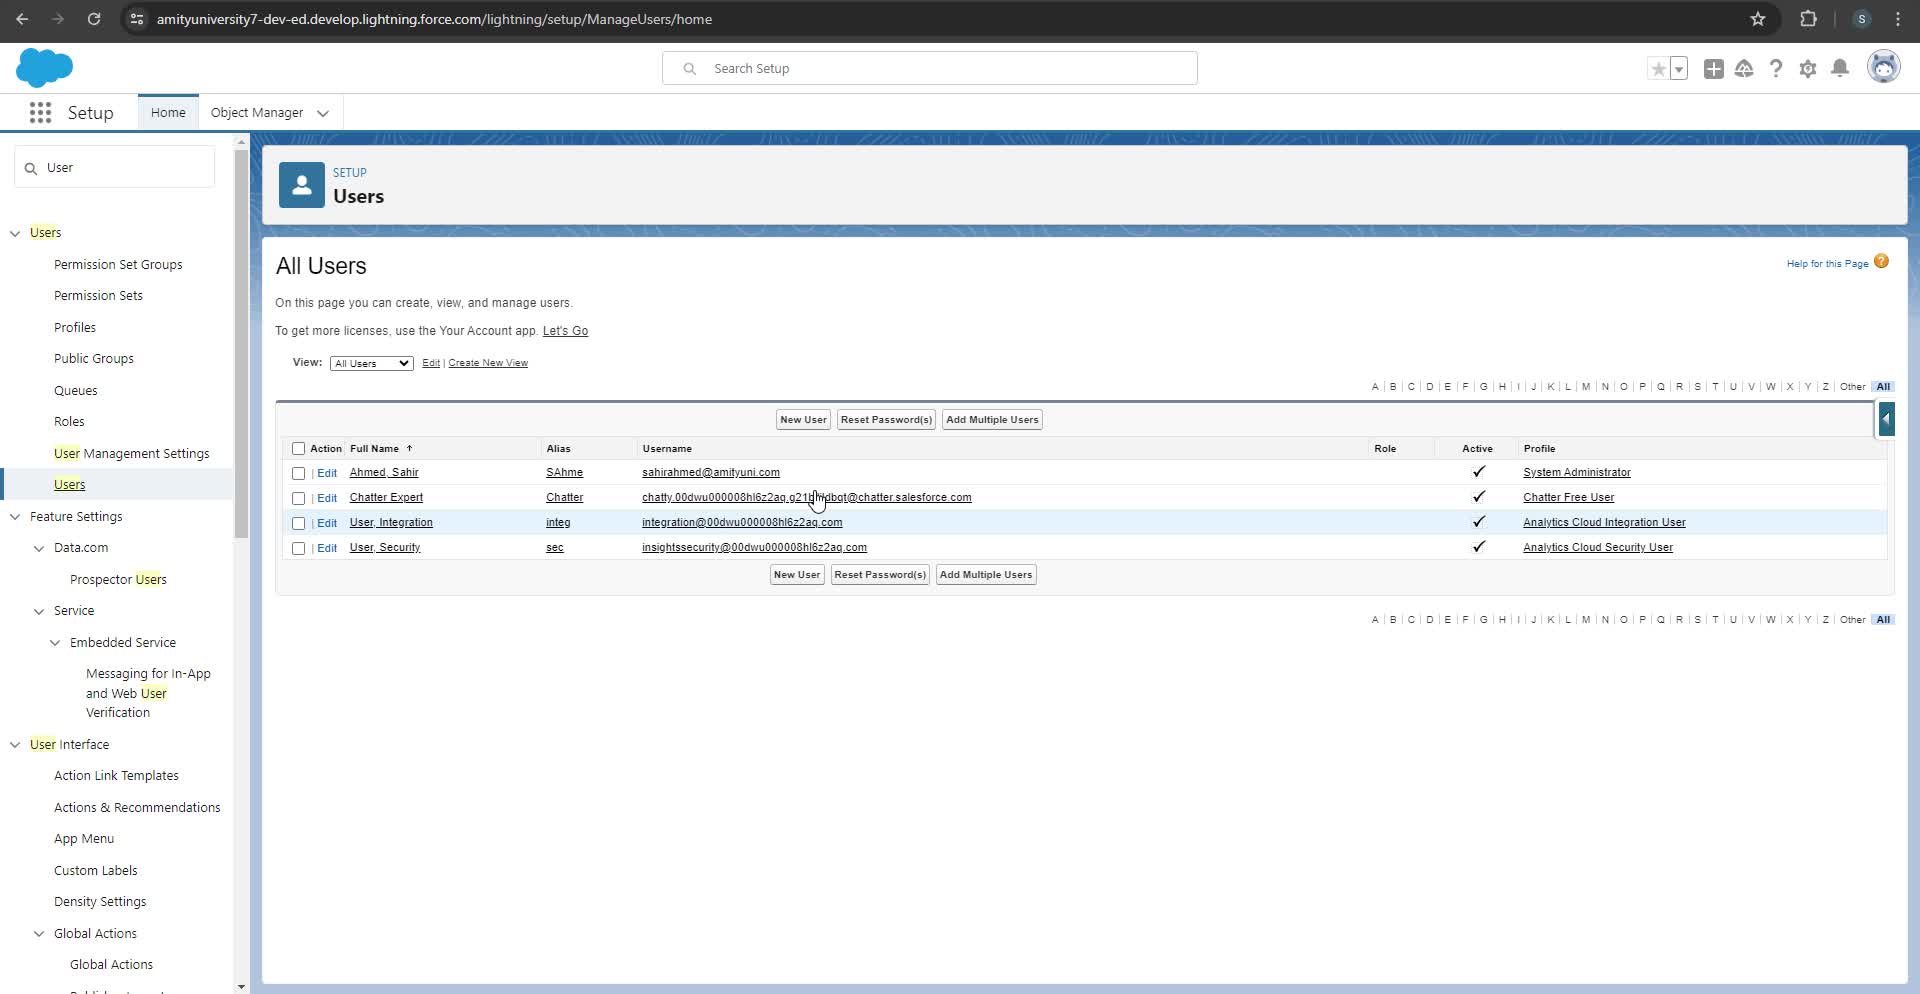 amityuniversity7-dev-ed.develop.lightning.force.com/lightning/setup/ManageUsers/home
S
Search Setup
Setup
Home
Object Manager
User
SETUP
Users
Users
Permission Set Groups
Permission Sets
Profiles
Public Groups
Queues
Roles
User Management Settings
Users
Feature Settings
Data.com
Prospector Users
Service
Embedded Service
Messaging for In-App
and Web User
Verification
User Interface
Action Link Templates
Actions & Recommendations
App Menu
Custom Labels
Density Settings
Global Actions
Global Actions
All Users
Help for this Page ?
On this page you can create, view, and manage users.
To get more licenses, use the Your Account app. Let's Go
View: All Users Edit | Create New View
A | B | C | D | E | F | G | H | I | J | K | L | M | N | O | P | Q | R | S | T | U | V | W | X | Y | Z | Other All
New User Reset Password(s) Add Multiple Users
Action Full Name Alias Username Role Active Profile
| Edit Ahmed, Sahir SAhme sahirahmed@amityuni.com System Administrator
| Edit Chatter Expert Chatter Chatter Free User
| Edit User, Integration integ integration@00dwu000008hl6z2aq.com Analytics Cloud Integration User
| Edit User, Security sec insightssecurity@00dwu000008hl6z2aq.com Analytics Cloud Security User
New User Reset Password(s) Add Multiple Users
A | B | C | D | E | F | G | H | I | J | K | L | M | N | O | P | Q | R | S | T | U | V | W | X | Y | Z | Other All